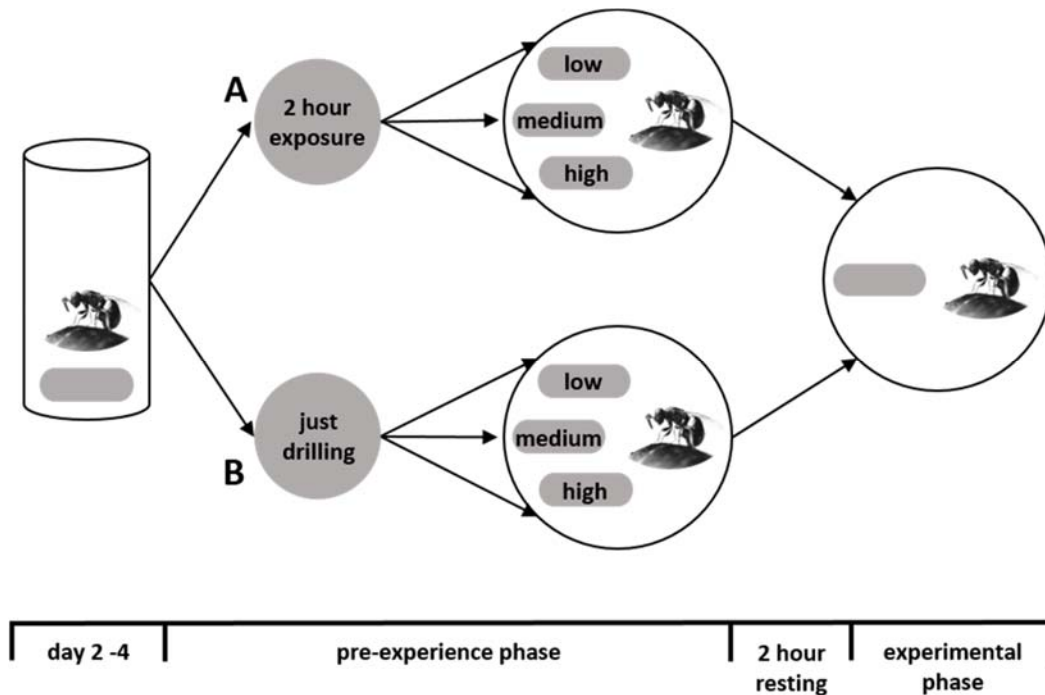 A
2 hour
exposure
low
medium
high
B
just
drilling
low
medium
high
day 2 -4
pre-experience phase
2 hour
resting
experimental
phase